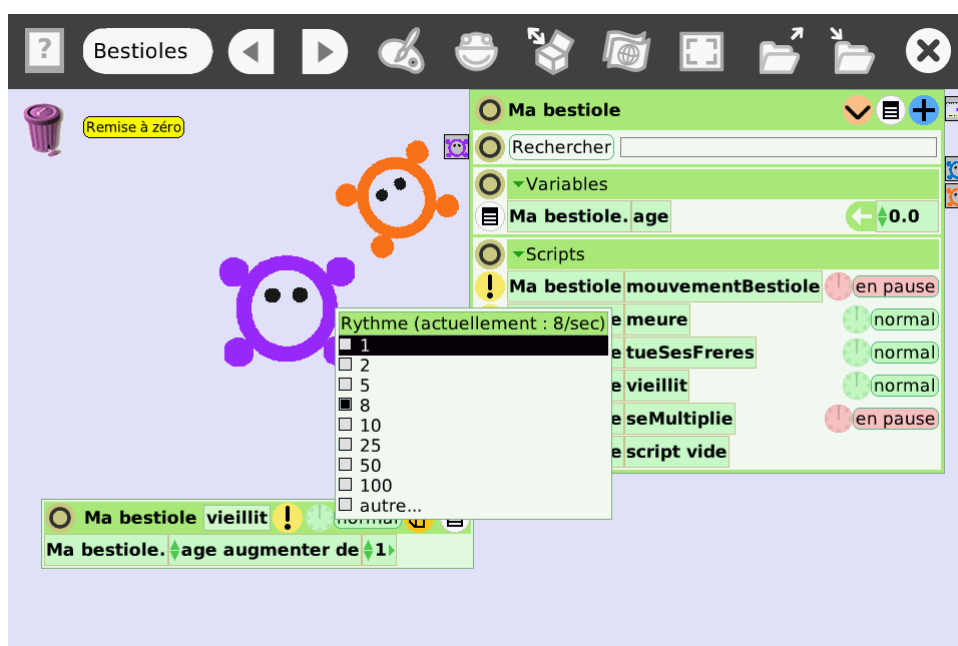 ?
Bestioles
Remise à zéro
Ma bestiole
Rechercher
Variables
Ma bestiole. age 0.0
Scripts
! Ma bestiole mouvementBestiole en pause
e meure normal
e tueSesFreres normal
e vieillit normal
e seMultiplie en pause
e script vide
Rythme (actuellement : 8/sec)
1
2
5
8
10
25
50
100
autre...
Ma bestiole vieillit ! normal
Ma bestiole. age augmenter de 1